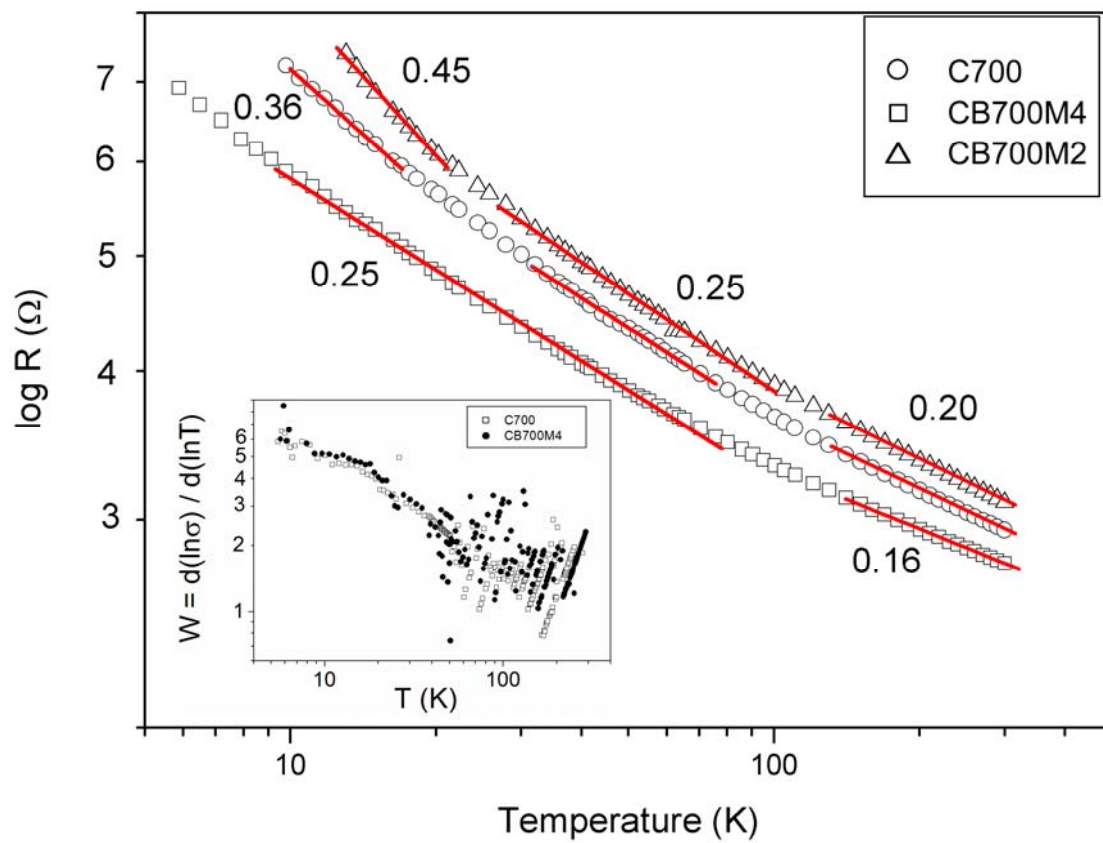 C700
CB700M4
CB700M2
0.45
0.36
0.25
0.25
0.20
0.16
7
6
5
4
3
log R (Ω)
10
100
Temperature (K)
C700
CB700M4
6
5
4
3
2
1
W = d(lnσ) / d(lnT)
10
100
T (K)